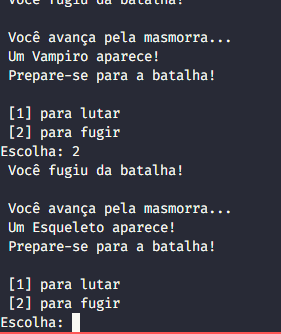 Você fugiu da batalha!
Você avança pela masmorra...
Um Vampiro aparece!
Prepare-se para a batalha!
[1] para lutar
[2] para fugir
Escolha: 2
Você fugiu da batalha!
Você avança pela masmorra...
Um Esqueleto aparece!
Prepare-se para a batalha!
[1] para lutar
[2] para fugir
Escolha: